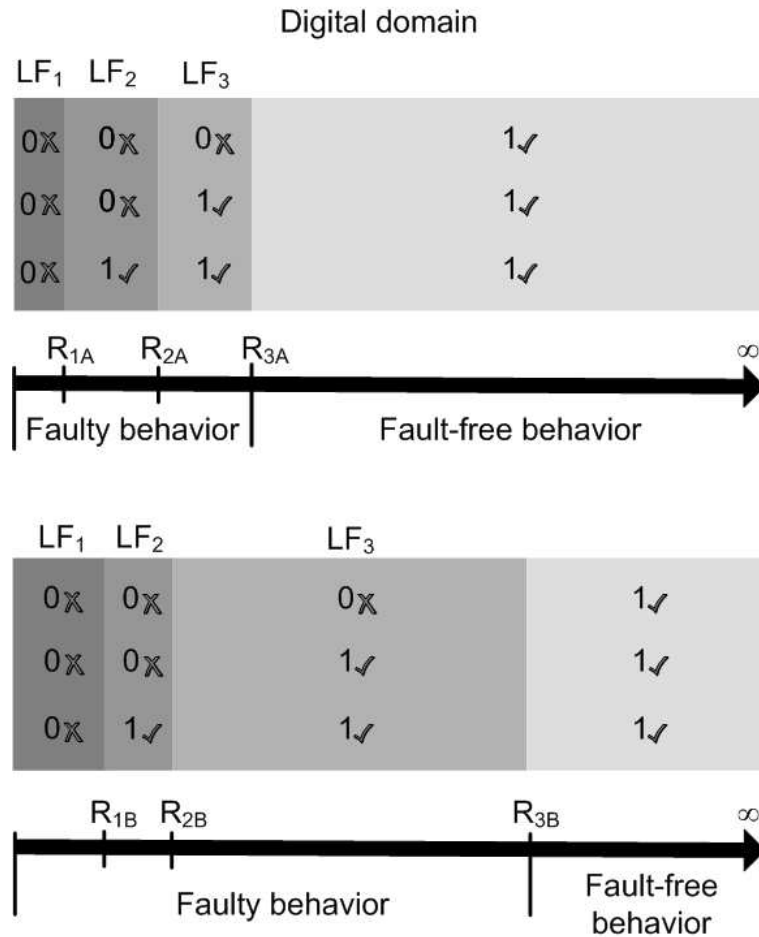 Digital domain
LF₁ LF₂ LF₃
0✗ 0✗ 0✗ 1✓
0✗ 0✗ 1✓ 1✓
0✗ 1✓ 1✓ 1✓
R₁A R₂A R₃A ∞
Faulty behavior Fault-free behavior
LF₁ LF₂ LF₃
0✗ 0✗ 0✗ 1✓
0✗ 0✗ 1✓ 1✓
0✗ 1✓ 1✓ 1✓
R₁B R₂B R₃B ∞
Faulty behavior Fault-free
behavior